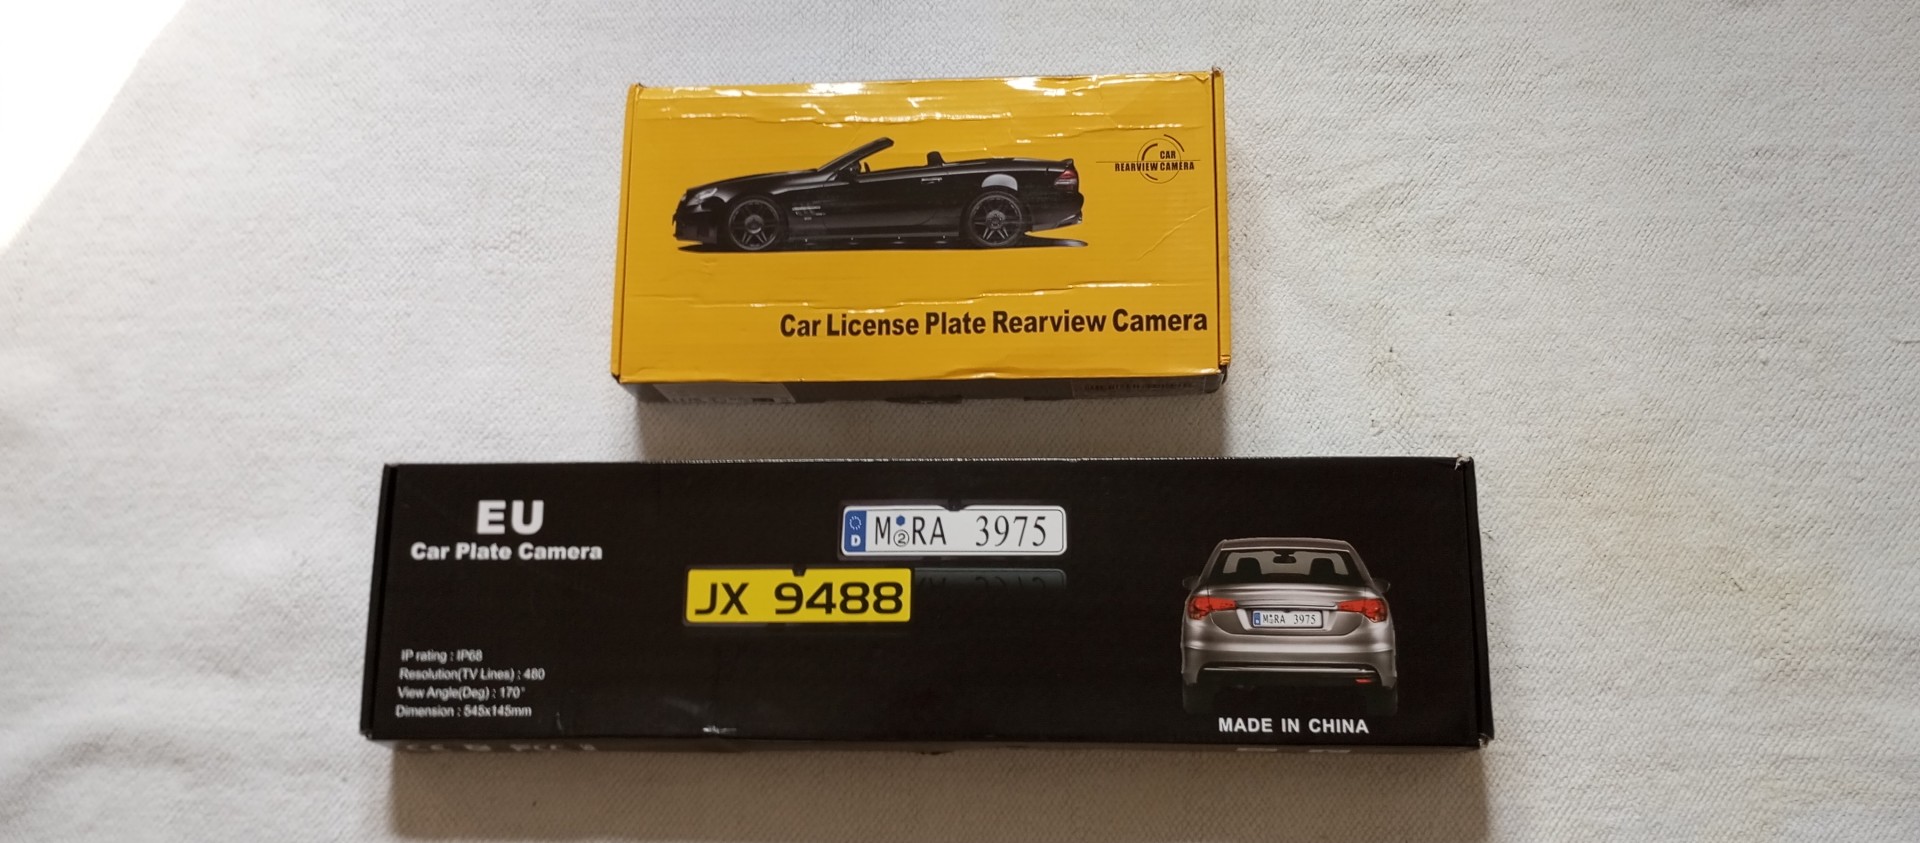 CAR
REARVIEW CAMERA
Car License Plate Rearview Camera
EU
Car Plate Camera
D M 2 RA 3975
JX 9488
M RA 3975
IP rating : IP68
Resolution(TV Lines) : 480
View Angle(Deg) : 170°
Dimension : 545x145mm
MADE IN CHINA